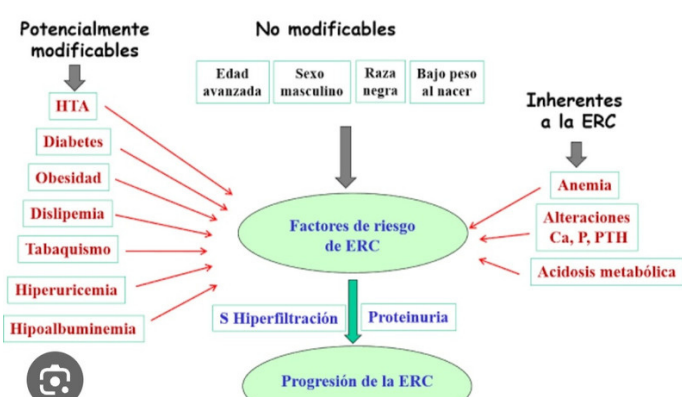 Potencialmente
modificables
HTA
Diabetes
Obesidad
Dislipemia
Tabaquismo
Hiperuricemia
Hipoalbuminemia
No modificables
Edad
avanzada
Sexo
masculino
Raza
negra
Bajo peso
al nacer
Inherentes
a la ERC
Anemia
Alteraciones
Ca, P, PTH
Acidosis metabólica
Factores de riesgo
de ERC
S Hiperfiltración
Proteinuria
Progresión de la ERC